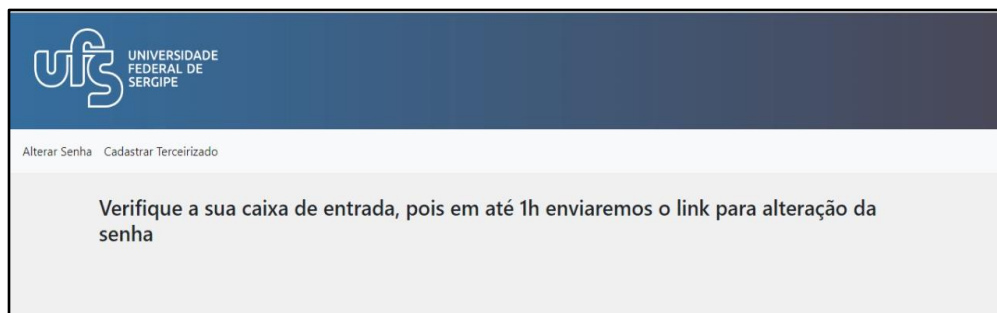 ufs
UNIVERSIDADE
FEDERAL DE
SERGIPE
Alterar Senha Cadastrar Terceirizado
Verifique a sua caixa de entrada, pois em até 1h enviaremos o link para alteração da
senha